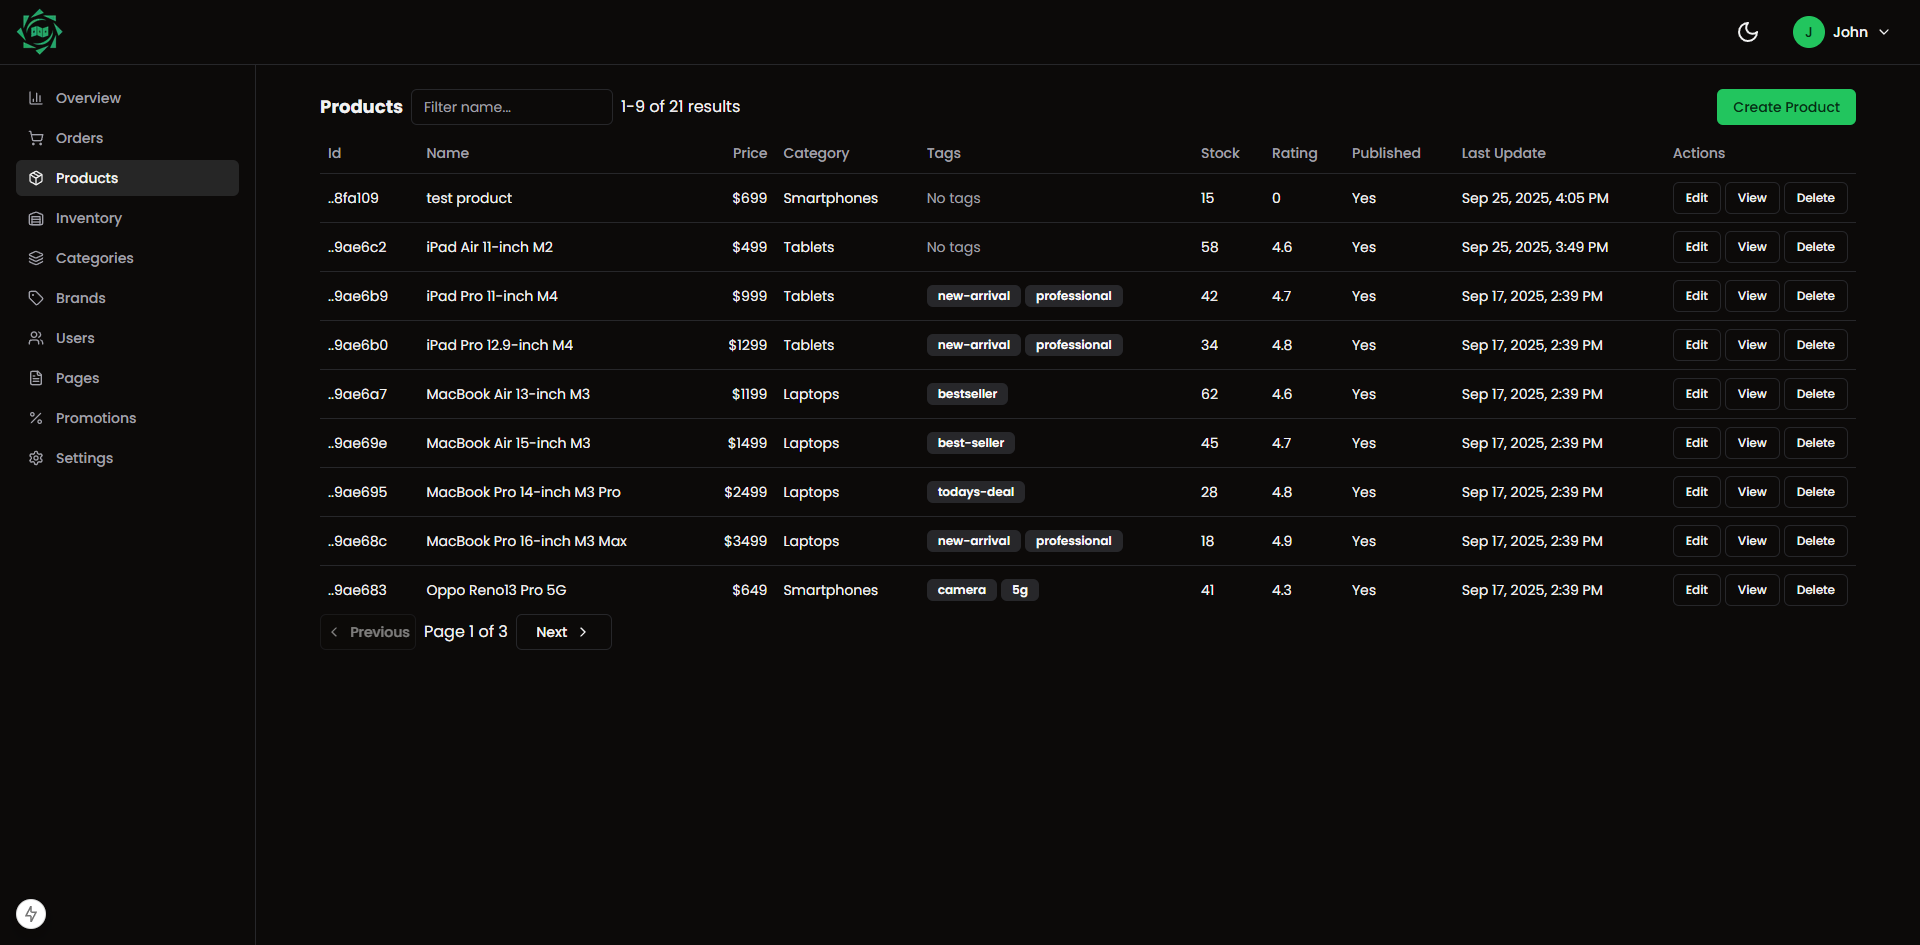 J John
Overview
Orders
Products
Inventory
Categories
Brands
Users
Pages
Promotions
Settings
Products Filter name... 1-9 of 21 results Create Product
Id Name Price Category Tags Stock Rating Published Last Update Actions
..8fa109 test product $699 Smartphones No tags 15 0 Yes Sep 25, 2025, 4:05 PM Edit View Delete
..9ae6c2 iPad Air 11-inch M2 $499 Tablets No tags 58 4.6 Yes Sep 25, 2025, 3:49 PM Edit View Delete
..9ae6b9 iPad Pro 11-inch M4 $999 Tablets new-arrival professional 42 4.7 Yes Sep 17, 2025, 2:39 PM Edit View Delete
..9ae6b0 iPad Pro 12.9-inch M4 $1299 Tablets new-arrival professional 34 4.8 Yes Sep 17, 2025, 2:39 PM Edit View Delete
..9ae6a7 MacBook Air 13-inch M3 $1199 Laptops bestseller 62 4.6 Yes Sep 17, 2025, 2:39 PM Edit View Delete
..9ae69e MacBook Air 15-inch M3 $1499 Laptops best-seller 45 4.7 Yes Sep 17, 2025, 2:39 PM Edit View Delete
..9ae695 MacBook Pro 14-inch M3 Pro $2499 Laptops todays-deal 28 4.8 Yes Sep 17, 2025, 2:39 PM Edit View Delete
..9ae68c MacBook Pro 16-inch M3 Max $3499 Laptops new-arrival professional 18 4.9 Yes Sep 17, 2025, 2:39 PM Edit View Delete
..9ae683 Oppo Reno13 Pro 5G $649 Smartphones camera 5g 41 4.3 Yes Sep 17, 2025, 2:39 PM Edit View Delete
Previous Page 1 of 3 Next